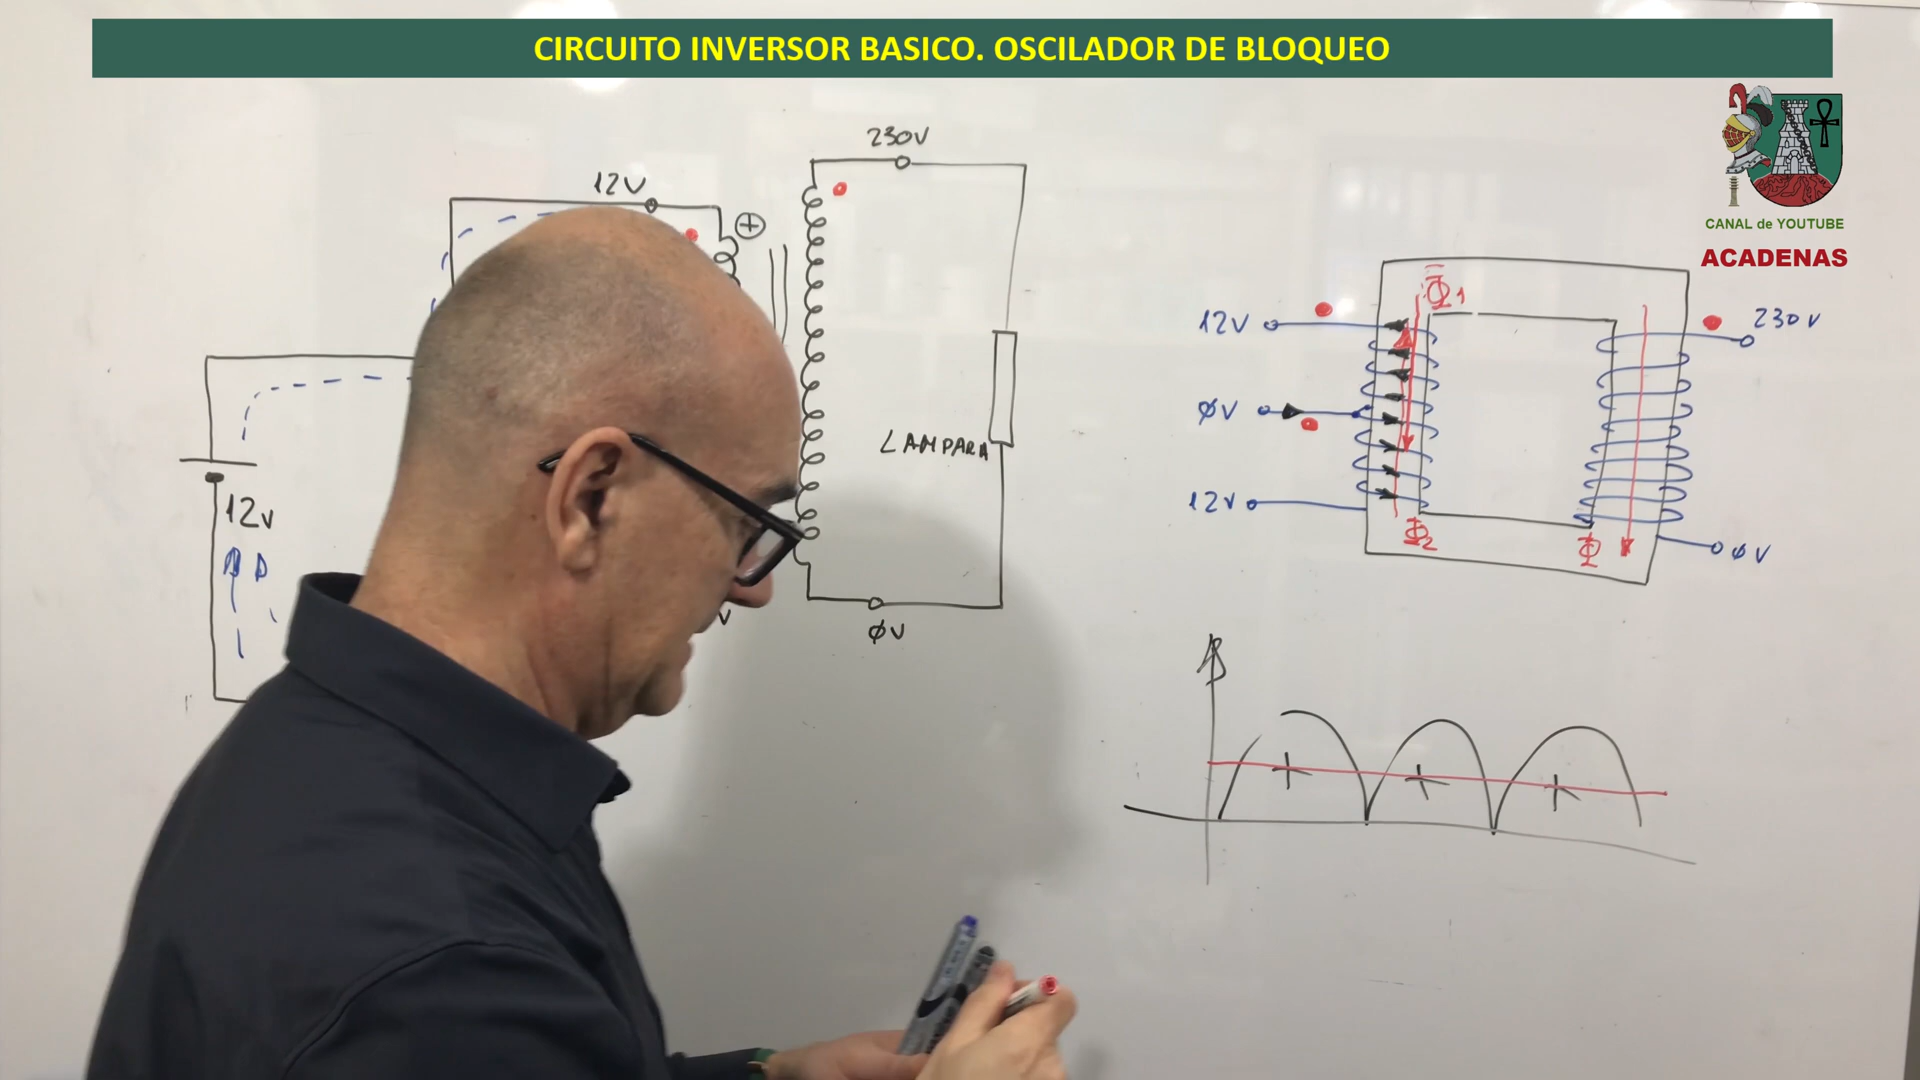 CIRCUITO INVERSOR BASICO. OSCILADOR DE BLOQUEO
CANAL de YOUTUBE
ACADENAS
230V
12V
LAMPARA
12V
V
ØV
12V
ØV
12V
Φ1
Φ2
Φ
230V
ØV
+ + +